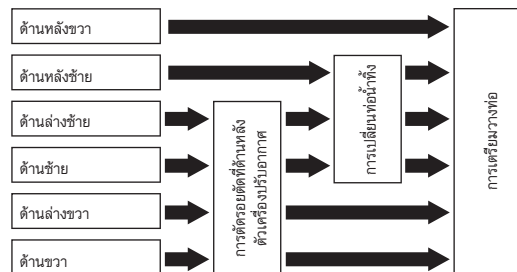 ด้านหลังขวา
ด้านหลังซ้าย
ด้านล่างซ้าย
ด้านซ้าย
ด้านล่างขวา
ด้านขวา
การตัดรอยตัดที่ด้านหลัง
ตัวเครื่องปรับอากาศ
การเปลี่ยนท่อน้ำทิ้ง
การเตรียมวางท่อ